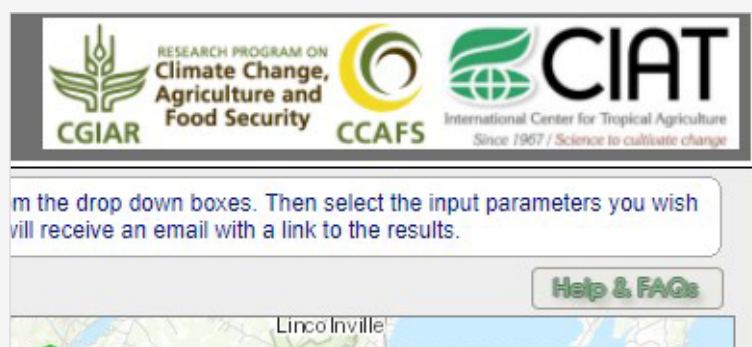 RESEARCH PROGRAM ON
Climate Change,
Agriculture and
Food Security
CGIAR
CCAFS
CIAT
International Center for Tropical Agriculture
Since 1967 / Science to cultivate change
m the drop down boxes. Then select the input parameters you wish
will receive an email with a link to the results.
Help & FAQs
Lincolnville